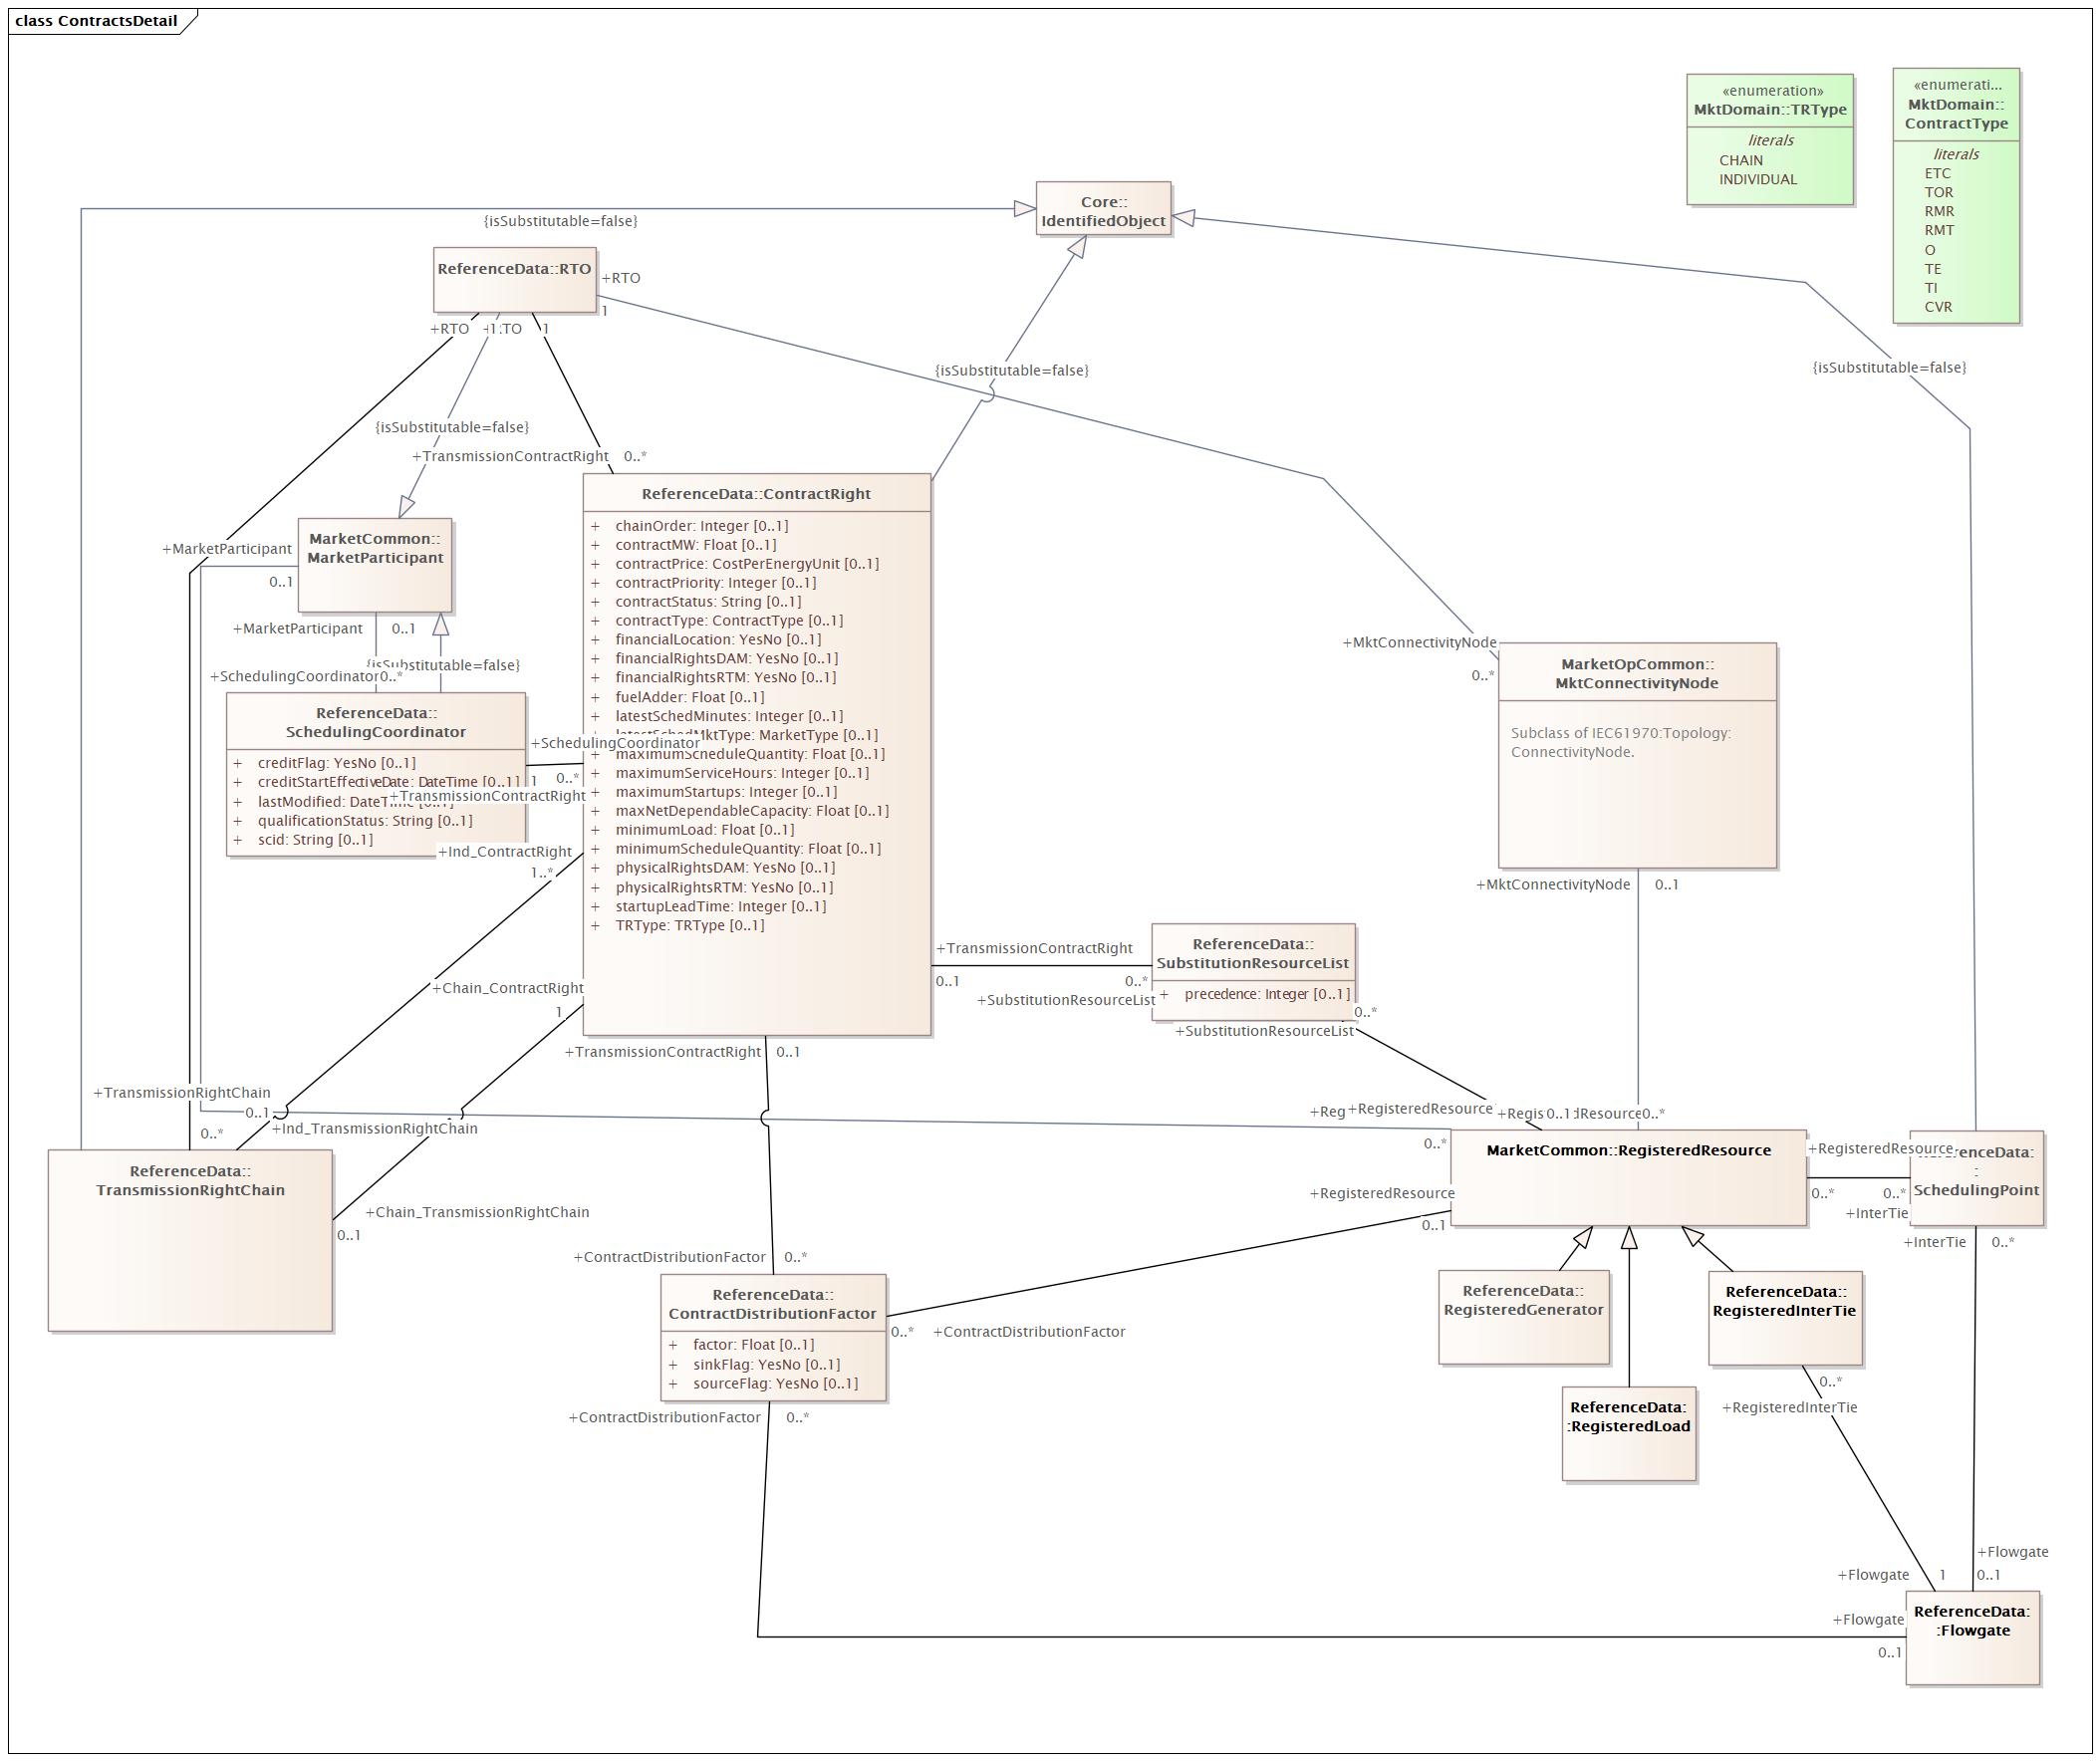 class ContractsDetail
«enumeration»
MktDomain::TRType
literals
CHAIN
INDIVIDUAL
«enumerati...
MktDomain::
ContractType
literals
ETC
TOR
RMR
RMT
O
TE
TI
CVR
Core::
IdentifiedObject
{isSubstitutable=false}
ReferenceData::RTO
+RTO
1
+RTO
1
1
{isSubstitutable=false}
{isSubstitutable=false}
{isSubstitutable=false}
+TransmissionContractRight
0..*
MarketCommon::
MarketParticipant
+MarketParticipant
0..1
+MarketParticipant
0..1
{isSubstitutable=false}
+SchedulingCoordinator
0..*
ReferenceData::
SchedulingCoordinator
+ creditFlag: YesNo [0..1]
+ creditStartEffectiveDate: DateTime [0..1]
+ lastModified: DateTime [0..1]
+ qualificationStatus: String [0..1]
+ scid: String [0..1]
+SchedulingCoordinator
1
0..*
+TransmissionContractRight
ReferenceData::ContractRight
+ chainOrder: Integer [0..1]
+ contractMW: Float [0..1]
+ contractPrice: CostPerEnergyUnit [0..1]
+ contractPriority: Integer [0..1]
+ contractStatus: String [0..1]
+ contractType: ContractType [0..1]
+ financialLocation: YesNo [0..1]
+ financialRightsDAM: YesNo [0..1]
+ financialRightsRTM: YesNo [0..1]
+ fuelAdder: Float [0..1]
+ latestSchedMinutes: Integer [0..1]
+ latestSchedMktType: MarketType [0..1]
+ maximumScheduleQuantity: Float [0..1]
+ maximumServiceHours: Integer [0..1]
+ maximumStartups: Integer [0..1]
+ maxNetDependableCapacity: Float [0..1]
+ minimumLoad: Float [0..1]
+ minimumScheduleQuantity: Float [0..1]
+ physicalRightsDAM: YesNo [0..1]
+ physicalRightsRTM: YesNo [0..1]
+ startupLeadTime: Integer [0..1]
+ TRType: TRType [0..1]
+MktConnectivityNode
0..*
MarketOpCommon::
MktConnectivityNode
Subclass of IEC61970:Topology:
ConnectivityNode.
+MktConnectivityNode
0..1
+Ind_ContractRight
1..*
+Chain_ContractRight
1
+TransmissionContractRight
0..1
0..*
+SubstitutionResourceList
ReferenceData::
SubstitutionResourceList
+ precedence: Integer [0..1]
0..*
+SubstitutionResourceList
+TransmissionContractRight
0..1
+TransmissionRightChain
0..*
0..1
+Ind_TransmissionRightChain
+RegisteredResource
0..1
0..*
0..*
MarketCommon::RegisteredResource
+RegisteredResource
0..*
0..*
+InterTie
ReferenceData:
:
SchedulingPoint
+InterTie
0..*
ReferenceData::
TransmissionRightChain
+Chain_TransmissionRightChain
0..1
+RegisteredResource
0..1
+ContractDistributionFactor
0..*
ReferenceData::
ContractDistributionFactor
+ factor: Float [0..1]
+ sinkFlag: YesNo [0..1]
+ sourceFlag: YesNo [0..1]
0..*
+ContractDistributionFactor
+ContractDistributionFactor
0..*
ReferenceData::
RegisteredGenerator
ReferenceData::
RegisteredInterTie
ReferenceData:
:RegisteredLoad
0..*
+RegisteredInterTie
+Flowgate
+Flowgate
1
0..1
+Flowgate
0..1
ReferenceData:
:Flowgate